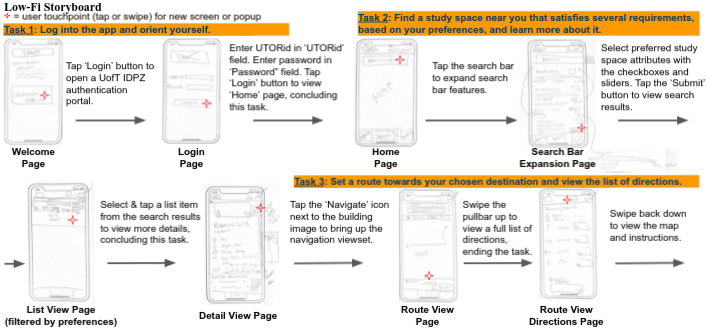 Low-Fi Storyboard
= user touchpoint (tap or swipe) for new screen or popup
Task 1: Log into the app and orient yourself.
Task 2: Find a study space near you that satisfies several requirements,
based on your preferences, and learn more about it.
Tap ‘Login’ button to
open a UofT IDPZ
authentication
portal.
Enter UTORid in ‘UTORid’
field. Enter password in
“Password” field. Tap
‘Login’ button to view
‘Home’ page, concluding
this task.
Tap the search bar
to expand search
bar features.
Select preferred study
space attributes with
the checkboxes and
sliders. Tap the ‘Submit’
button to view search
results.
Welcome
Page
Login
Page
MAP
Home
Page
Search Bar
Expansion Page
Task 3: Set a route towards your chosen destination and view the list of directions.
Select & tap a list item
from the search results
to view more details,
concluding this task.
Tap the ‘Navigate’ icon
next to the building
image to bring up the
navigation viewset.
Swipe the
pullbar up to
view a full list of
directions,
ending the task.
Swipe back down
to view the map
and instructions.
List View Page
(filtered by preferences)
Detail View Page
Route View
Page
Route View
Directions Page